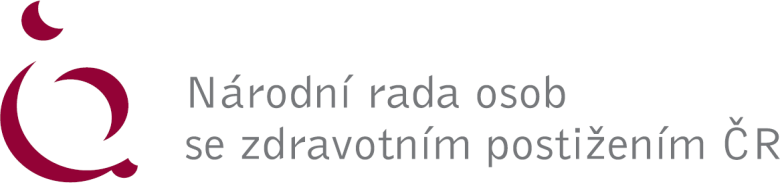 Národní rada osob
se zdravotním postižením ČR